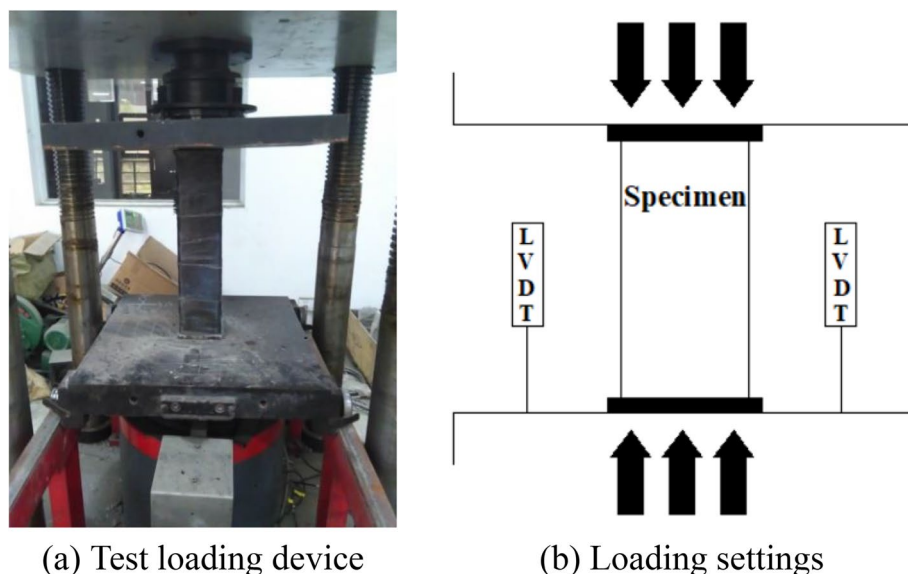 Specimen
L
V
D
T
L
V
D
T
(a) Test loading device
(b) Loading settings